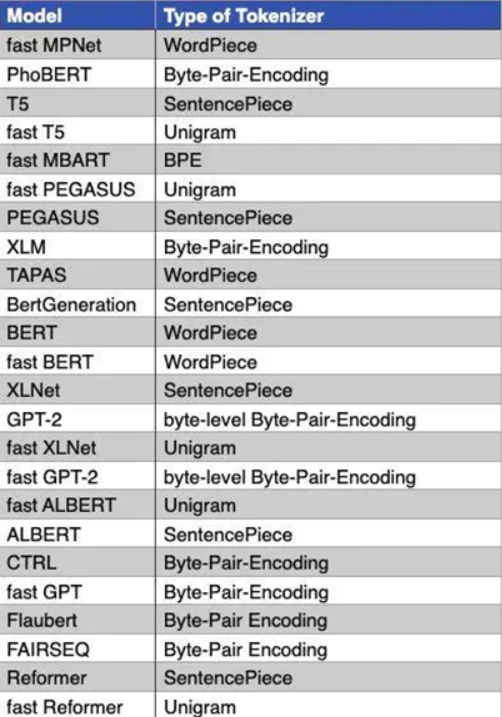 Model Type of Tokenizer
fast MPNet WordPiece
PhoBERT Byte-Pair-Encoding
T5 SentencePiece
fast T5 Unigram
fast MBART BPE
fast PEGASUS Unigram
PEGASUS SentencePiece
XLM Byte-Pair-Encoding
TAPAS WordPiece
BertGeneration SentencePiece
BERT WordPiece
fast BERT WordPiece
XLNet SentencePiece
GPT-2 byte-level Byte-Pair-Encoding
fast XLNet Unigram
fast GPT-2 byte-level Byte-Pair-Encoding
fast ALBERT Unigram
ALBERT SentencePiece
CTRL Byte-Pair-Encoding
fast GPT Byte-Pair-Encoding
Flaubert Byte-Pair Encoding
FAIRSEQ Byte-Pair Encoding
Reformer SentencePiece
fast Reformer Unigram